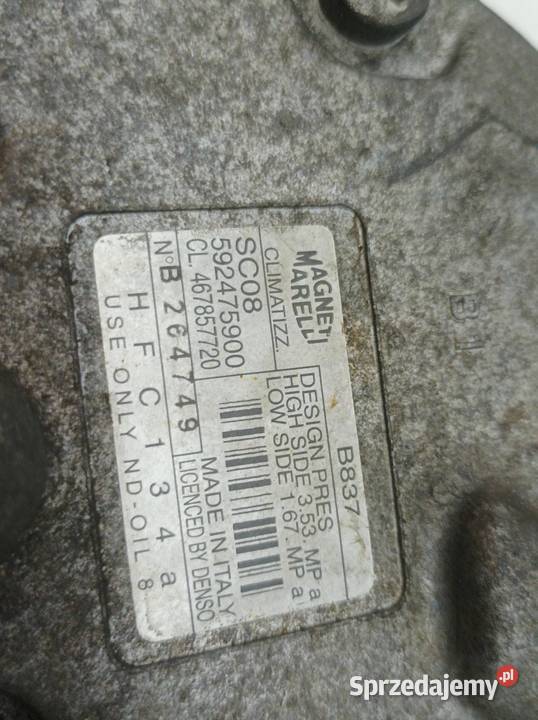 MAGNETI
MARELLI
B837
CLIMATIZZ.
DESIGN PRES
HIGH SIDE 3.53. MPa
LOW SIDE 1.67. MPa
SC08
592475900
CL. 467857720
MADE IN ITALY
LICENCED BY DENSO
N°B 264749
HFC134a
USE ONLY ND-OIL 8
B1
Sprzedajemy.pl